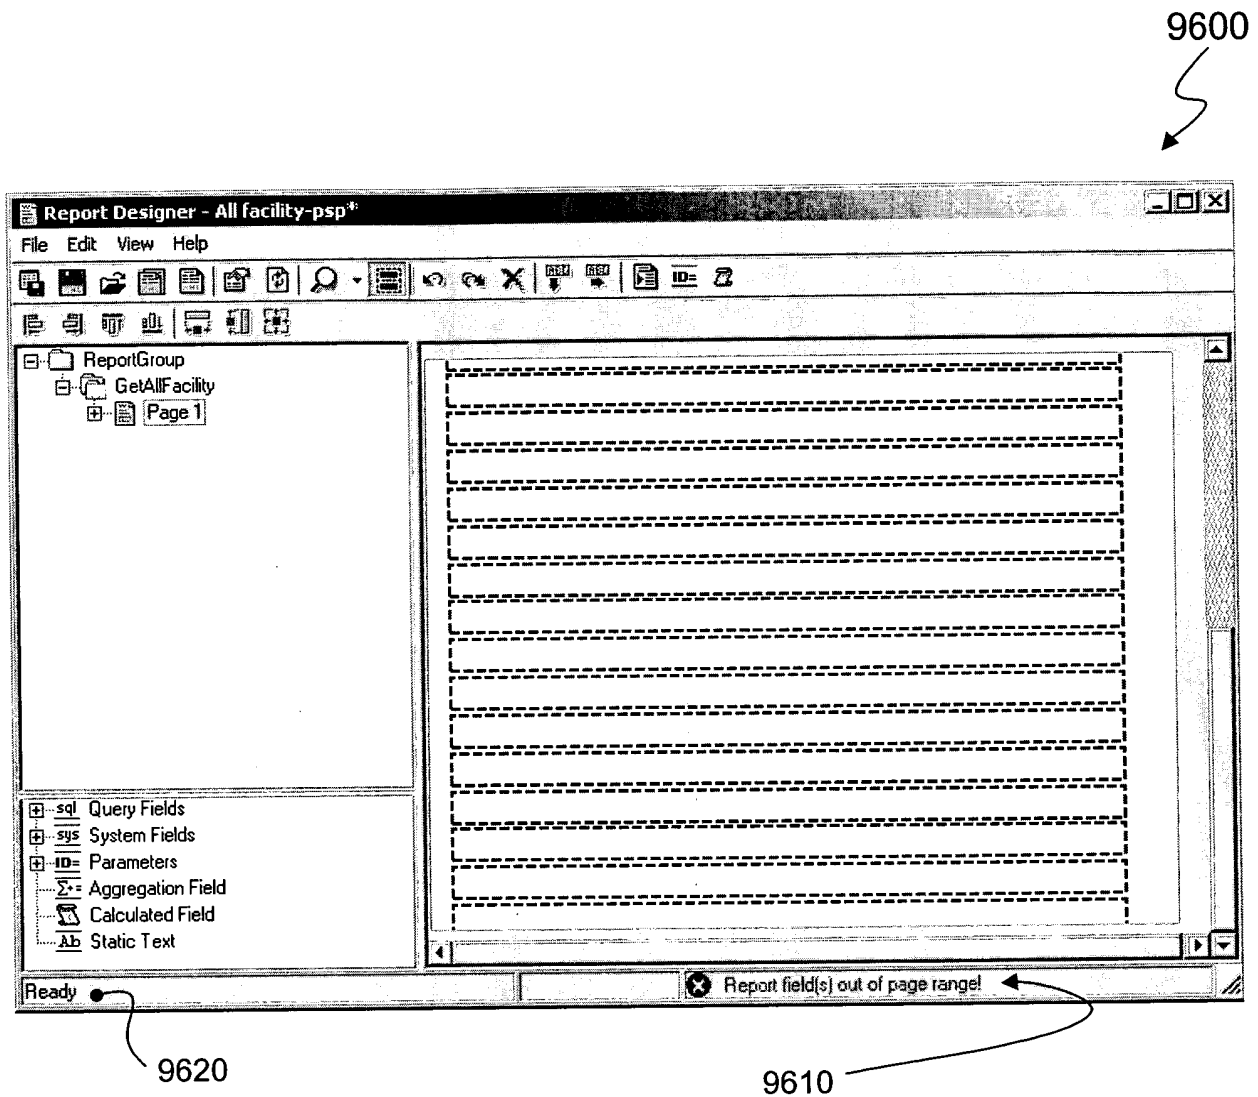 9600
Report Designer - All facility-psp*
File Edit View Help
ID=
ReportGroup
GetAllFacility
Page 1
sql Query Fields
sys System Fields
ID= Parameters
Σ+= Aggregation Field
Calculated Field
Ab Static Text
Ready
Report field(s) out of page range!
9620
9610